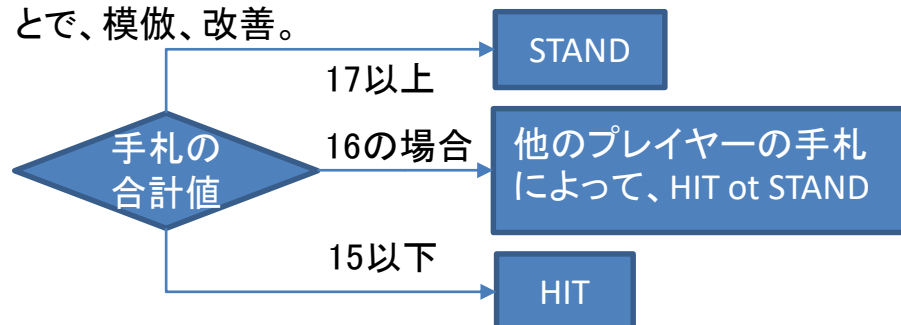 とで、模倣、改善。
STAND
17以上
手札の
合計値
16の場合
他のプレイヤーの手札
によって、HIT ot STAND
15以下
HIT